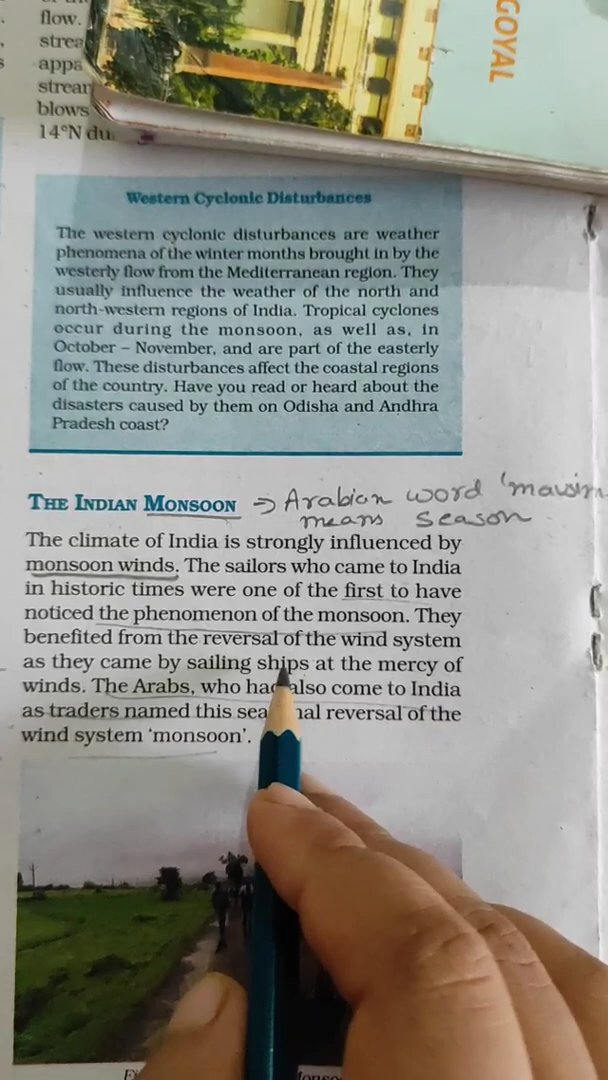 flow.
strea
appa
strear
blows
14°N du
GOYAL
Western Cyclonic Disturbances
The western cyclonic disturbances are weather
phenomena of the winter months brought in by the
westerly flow from the Mediterranean region. They
usually influence the weather of the north and
north-western regions of India. Tropical cyclones
occur during the monsoon, as well as, in
October – November, and are part of the easterly
flow. These disturbances affect the coastal regions
of the country. Have you read or heard about the
disasters caused by them on Odisha and Andhra
Pradesh coast?
THE INDIAN MONSOON → Arabian word 'mausim
means season
The climate of India is strongly influenced by
monsoon winds. The sailors who came to India
in historic times were one of the first to have
noticed the phenomenon of the monsoon. They
benefited from the reversal of the wind system
as they came by sailing ships at the mercy of
winds. The Arabs, who had also come to India
as traders named this sea nal reversal of the
wind system 'monsoon'.